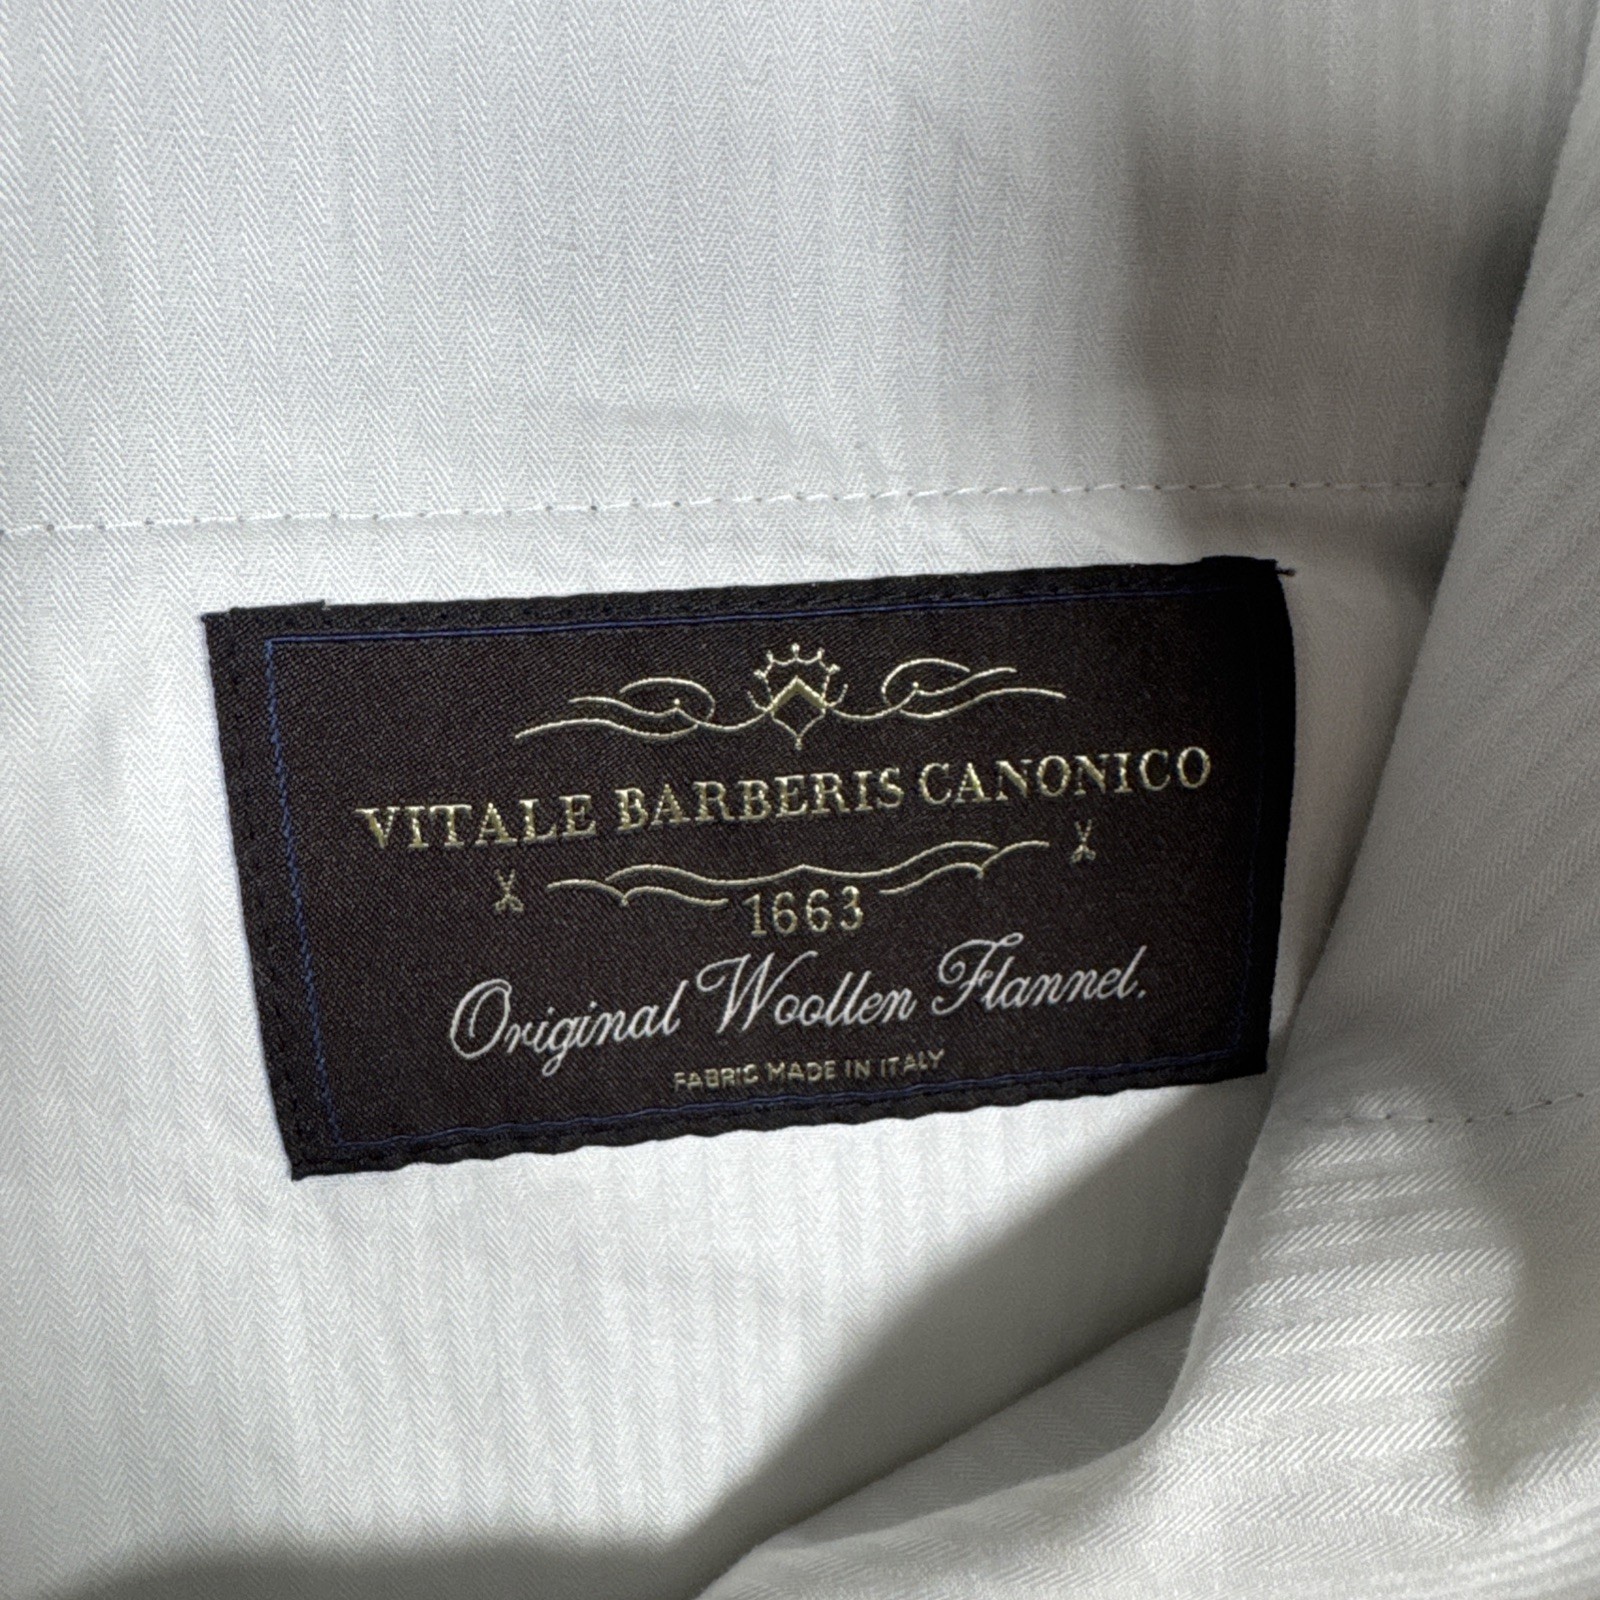 VITALE BARBERIS CANONICO
1663
Original Woollen Flannel.
FABRIC MADE IN ITALY